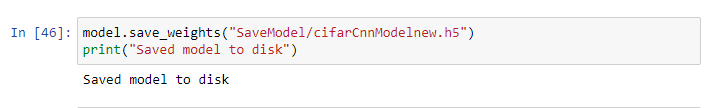 In [46]: model.save_weights("SaveModel/cifarCnnModelnew.h5")
print("Saved model to disk")
Saved model to disk